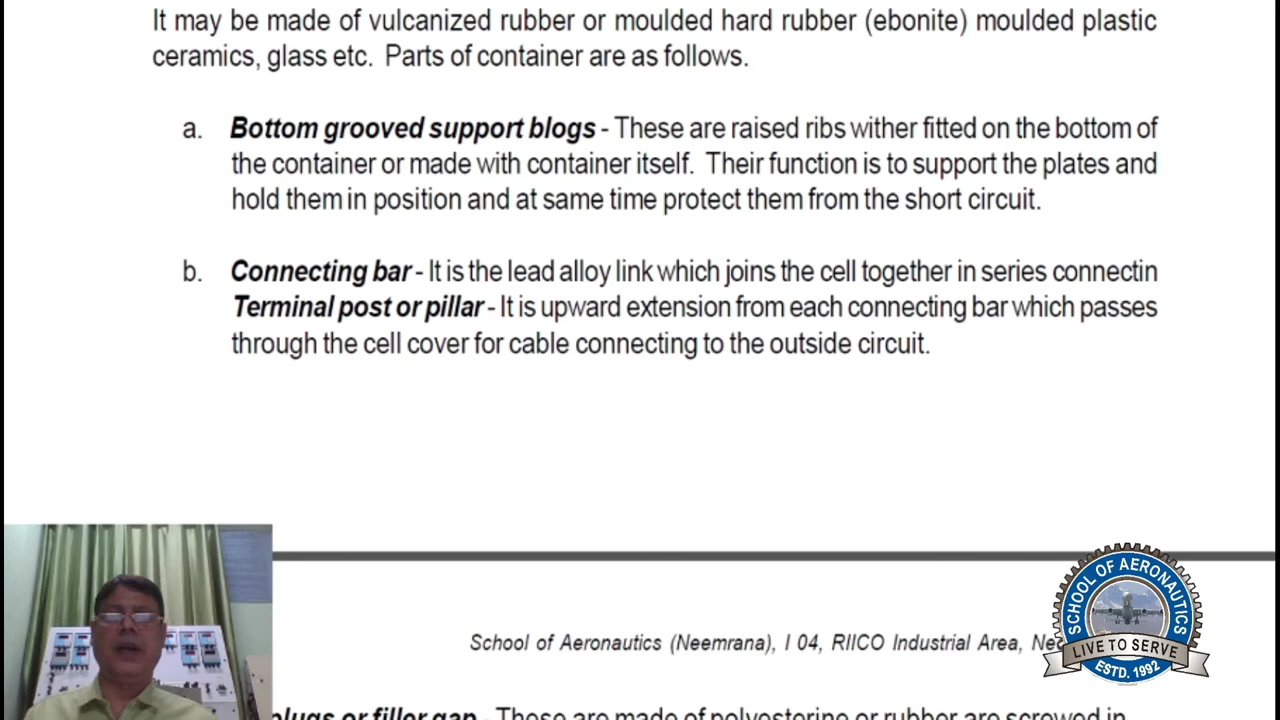 It may be made of vulcanized rubber or moulded hard rubber (ebonite) moulded plastic
ceramics, glass etc. Parts of container are as follows.
a. Bottom grooved support blogs - These are raised ribs wither fitted on the bottom of
the container or made with container itself. Their function is to support the plates and
hold them in position and at same time protect them from the short circuit.
b. Connecting bar - It is the lead alloy link which joins the cell together in series connectin
Terminal post or pillar - It is upward extension from each connecting bar which passes
through the cell cover for cable connecting to the outside circuit.
School of Aeronautics (Neemrana), I 04, RIICO Industrial Area,
SCHOOL OF AERONAUTICS
LIVE TO SERVE
ESTD. 1992
plugs or filler gap - These are made of polyesterine or rubber are screwed in